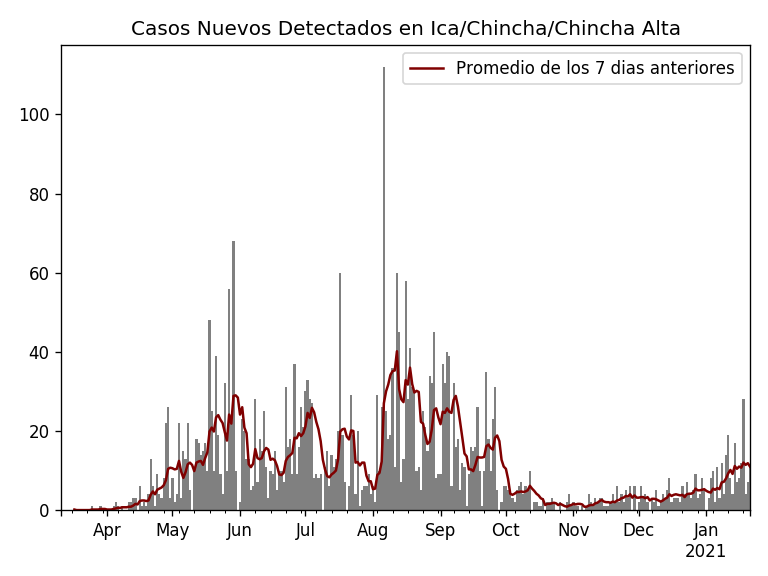 Casos Nuevos Detectados en Ica/Chincha/Chincha Alta
Promedio de los 7 dias anteriores
100
80
60
40
20
0
Apr May Jun Jul Aug Sep Oct Nov Dec Jan
2021